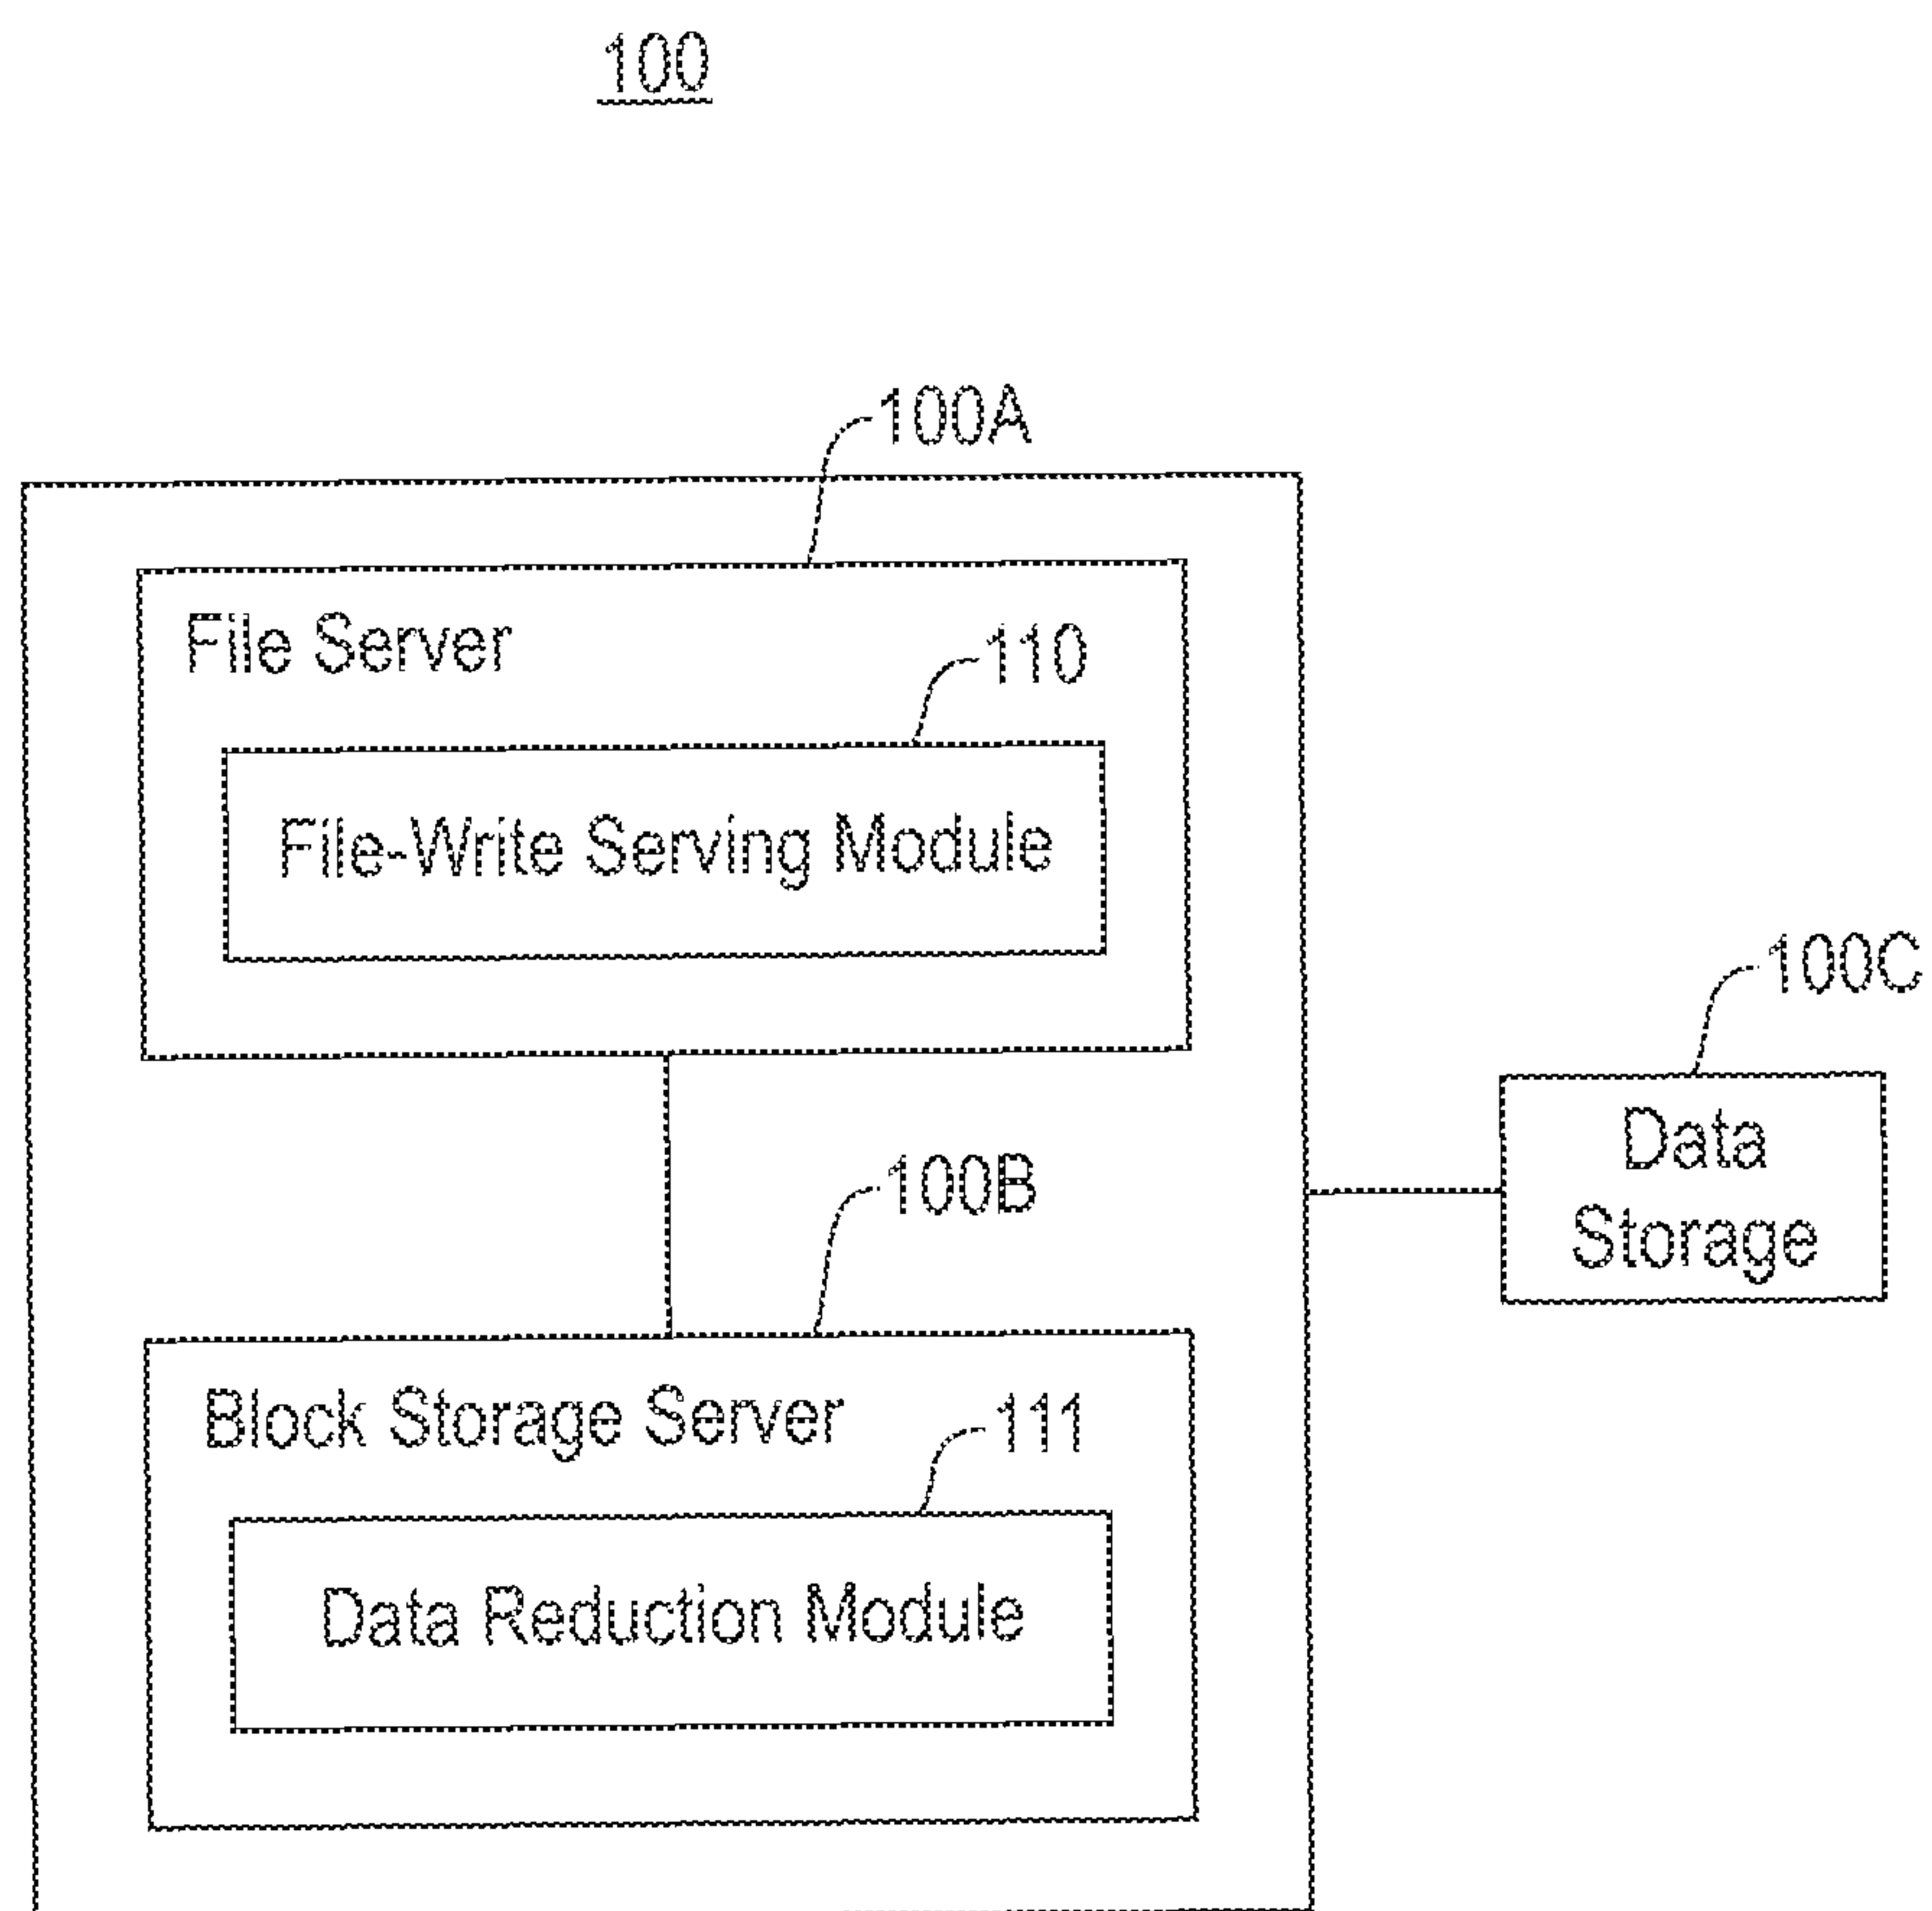 100
100A
File Server
110
File-Write Serving Module
100C
Data
Storage
100B
Block Storage Server
111
Data Reduction Module